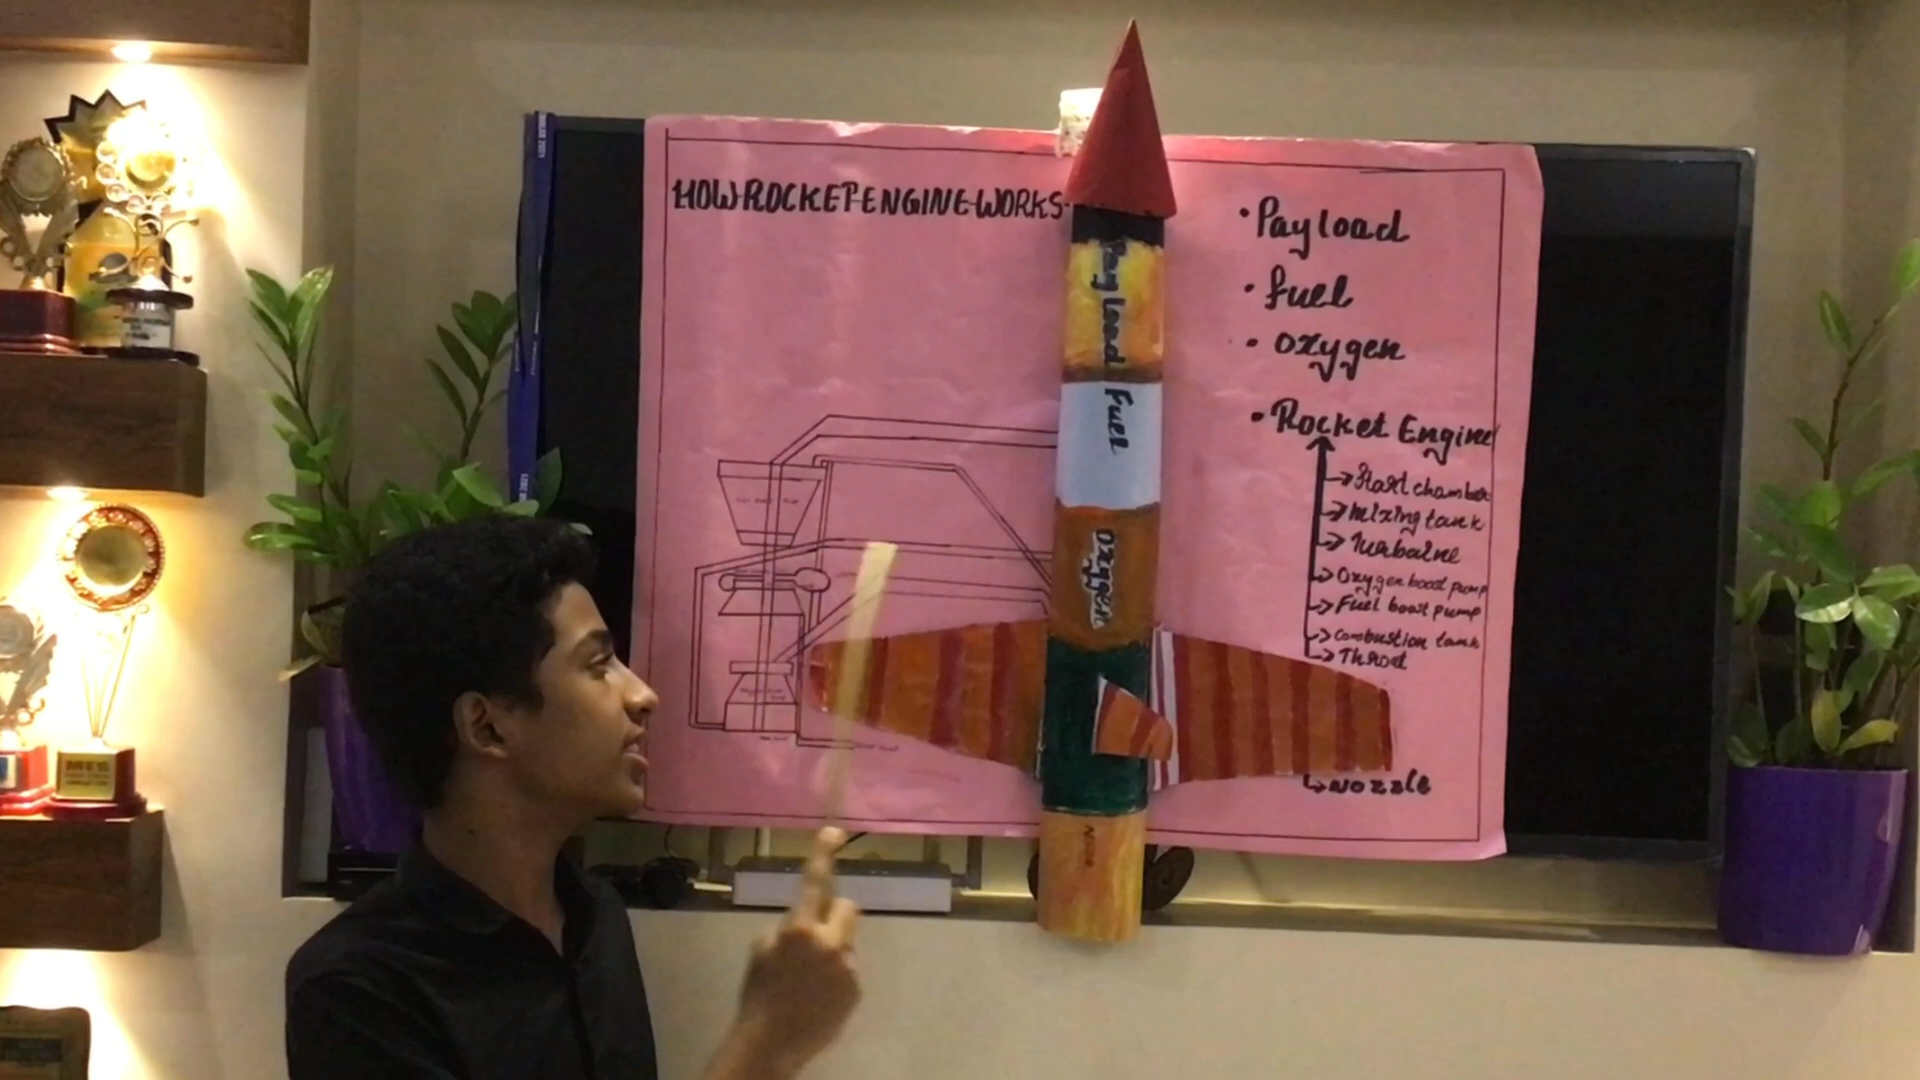 HOW ROCKET ENGINE WORKS
Payload
Fuel
Oxygen
• Payload
• fuel
• oxygen
• Rocket Engine
→ Start chamber
→ Mixing tank
→ Turbaine
→ Oxygen boost pump
→ Fuel boost pump
→ Combustion tank
→ Throat
→ Nozzle